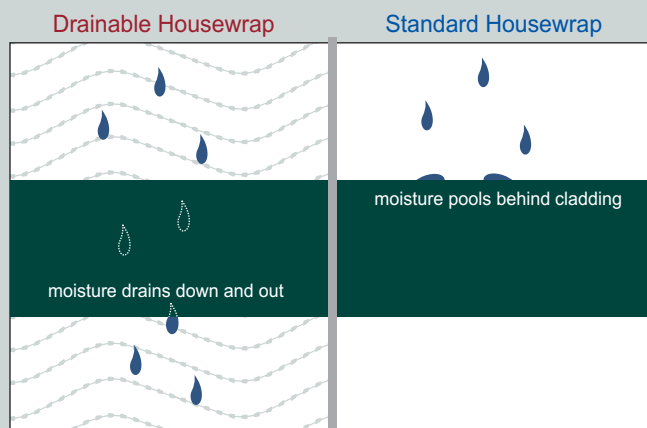 Drainable Housewrap
Standard Housewrap
moisture pools behind cladding
moisture drains down and out